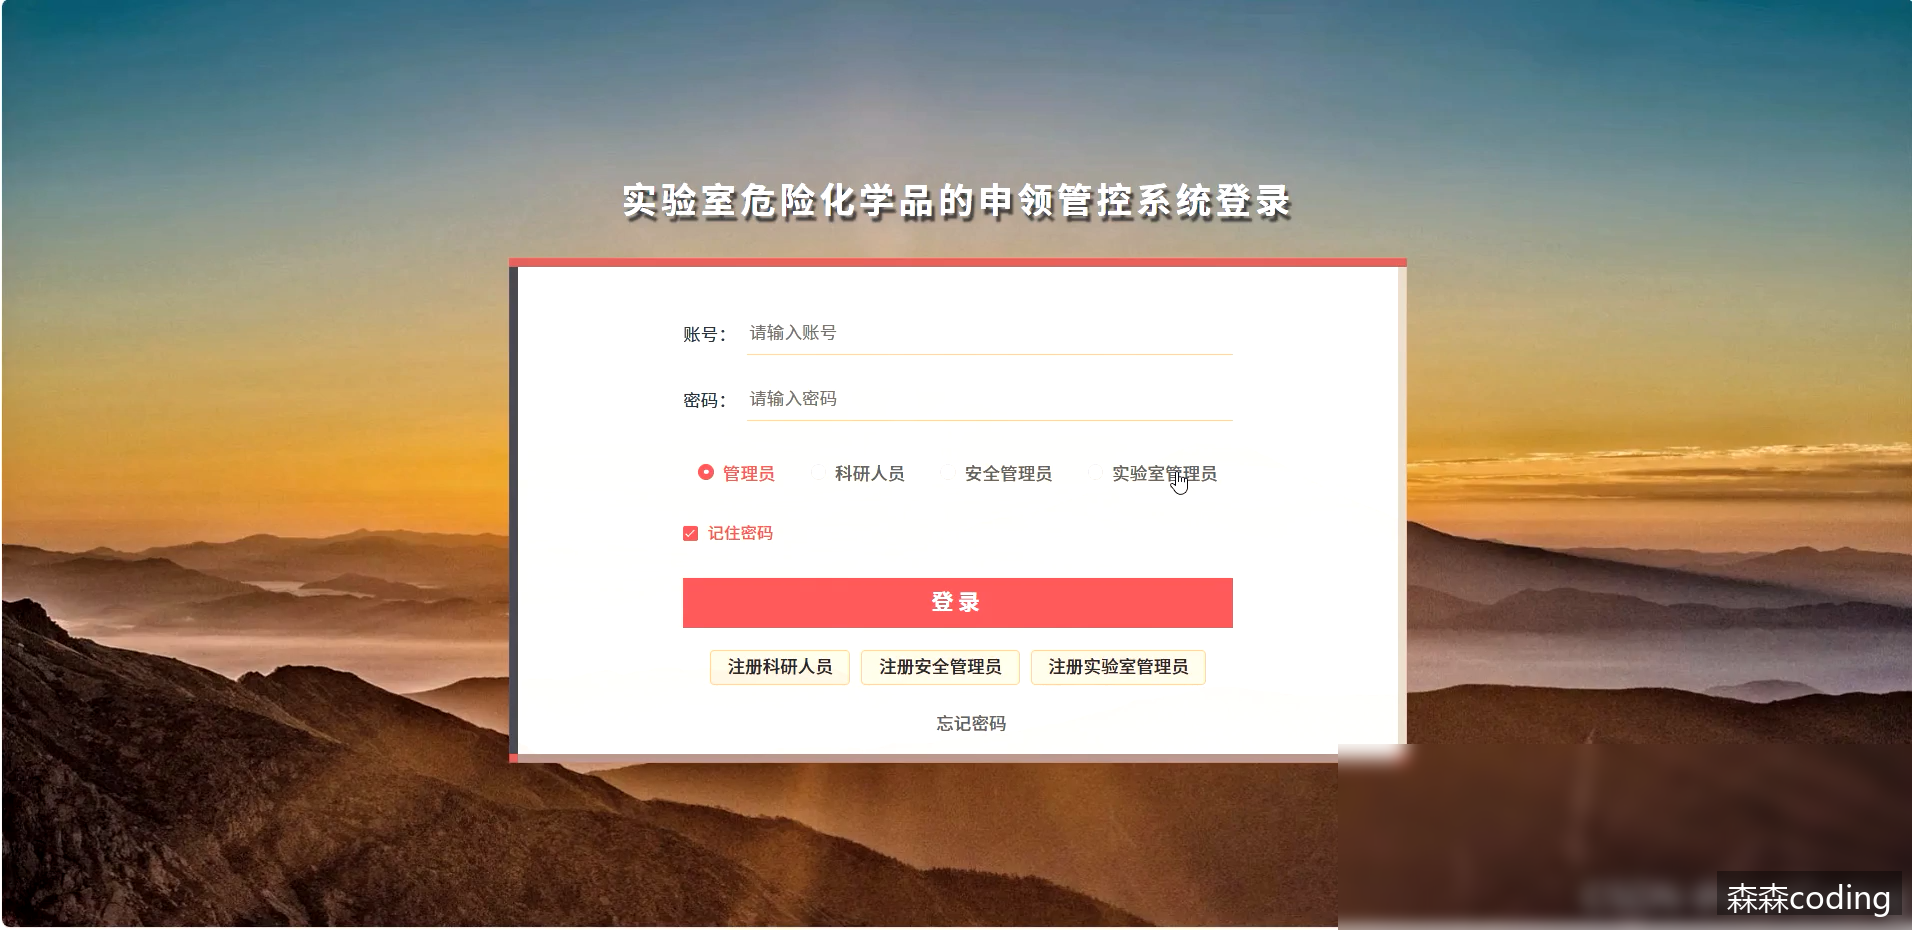 实验室危险化学品的申领管控系统登录
账号： 请输入账号
密码： 请输入密码
管理员 科研人员 安全管理员 实验室管理员
记住密码
登录
注册科研人员 注册安全管理员 注册实验室管理员
忘记密码
森森coding